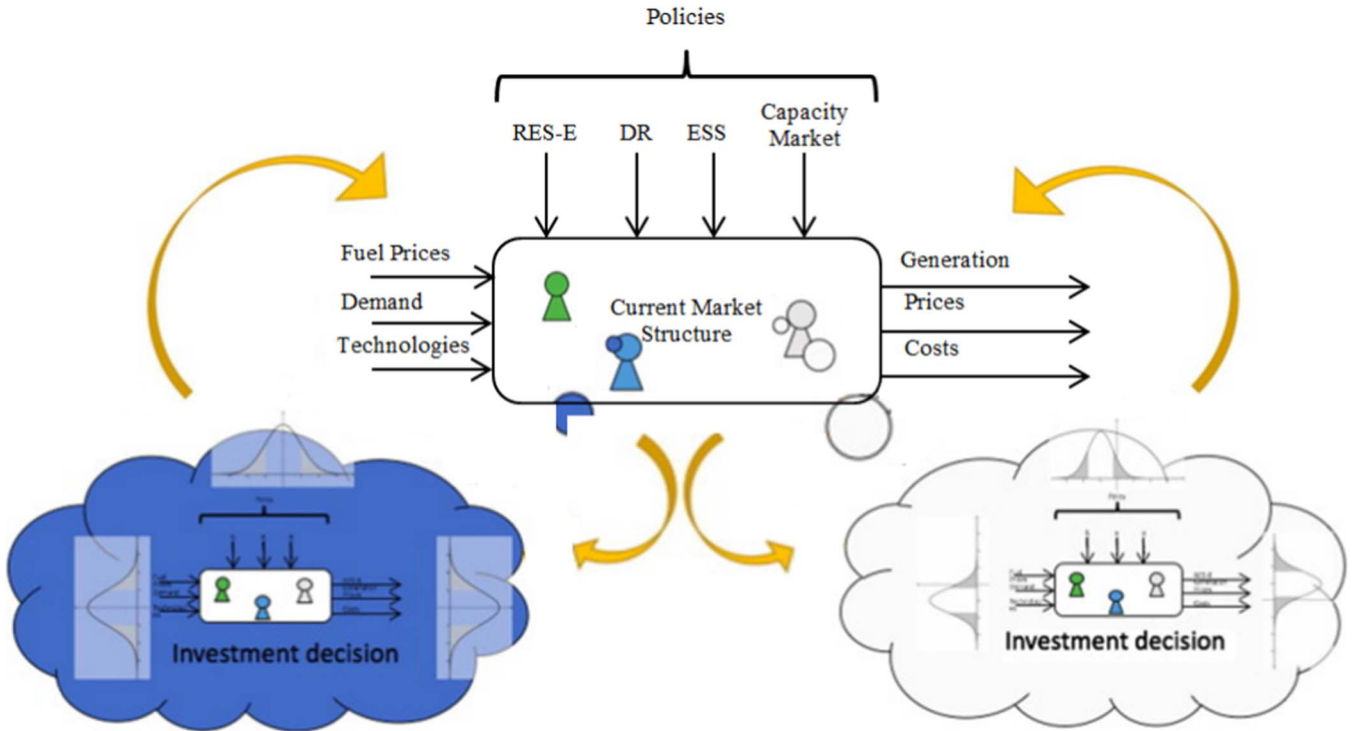 Policies
RES-E
DR
ESS
Capacity
Market
Fuel Prices
Demand
Technologies
Current Market
Structure
Generation
Prices
Costs
Investment decision
Investment decision